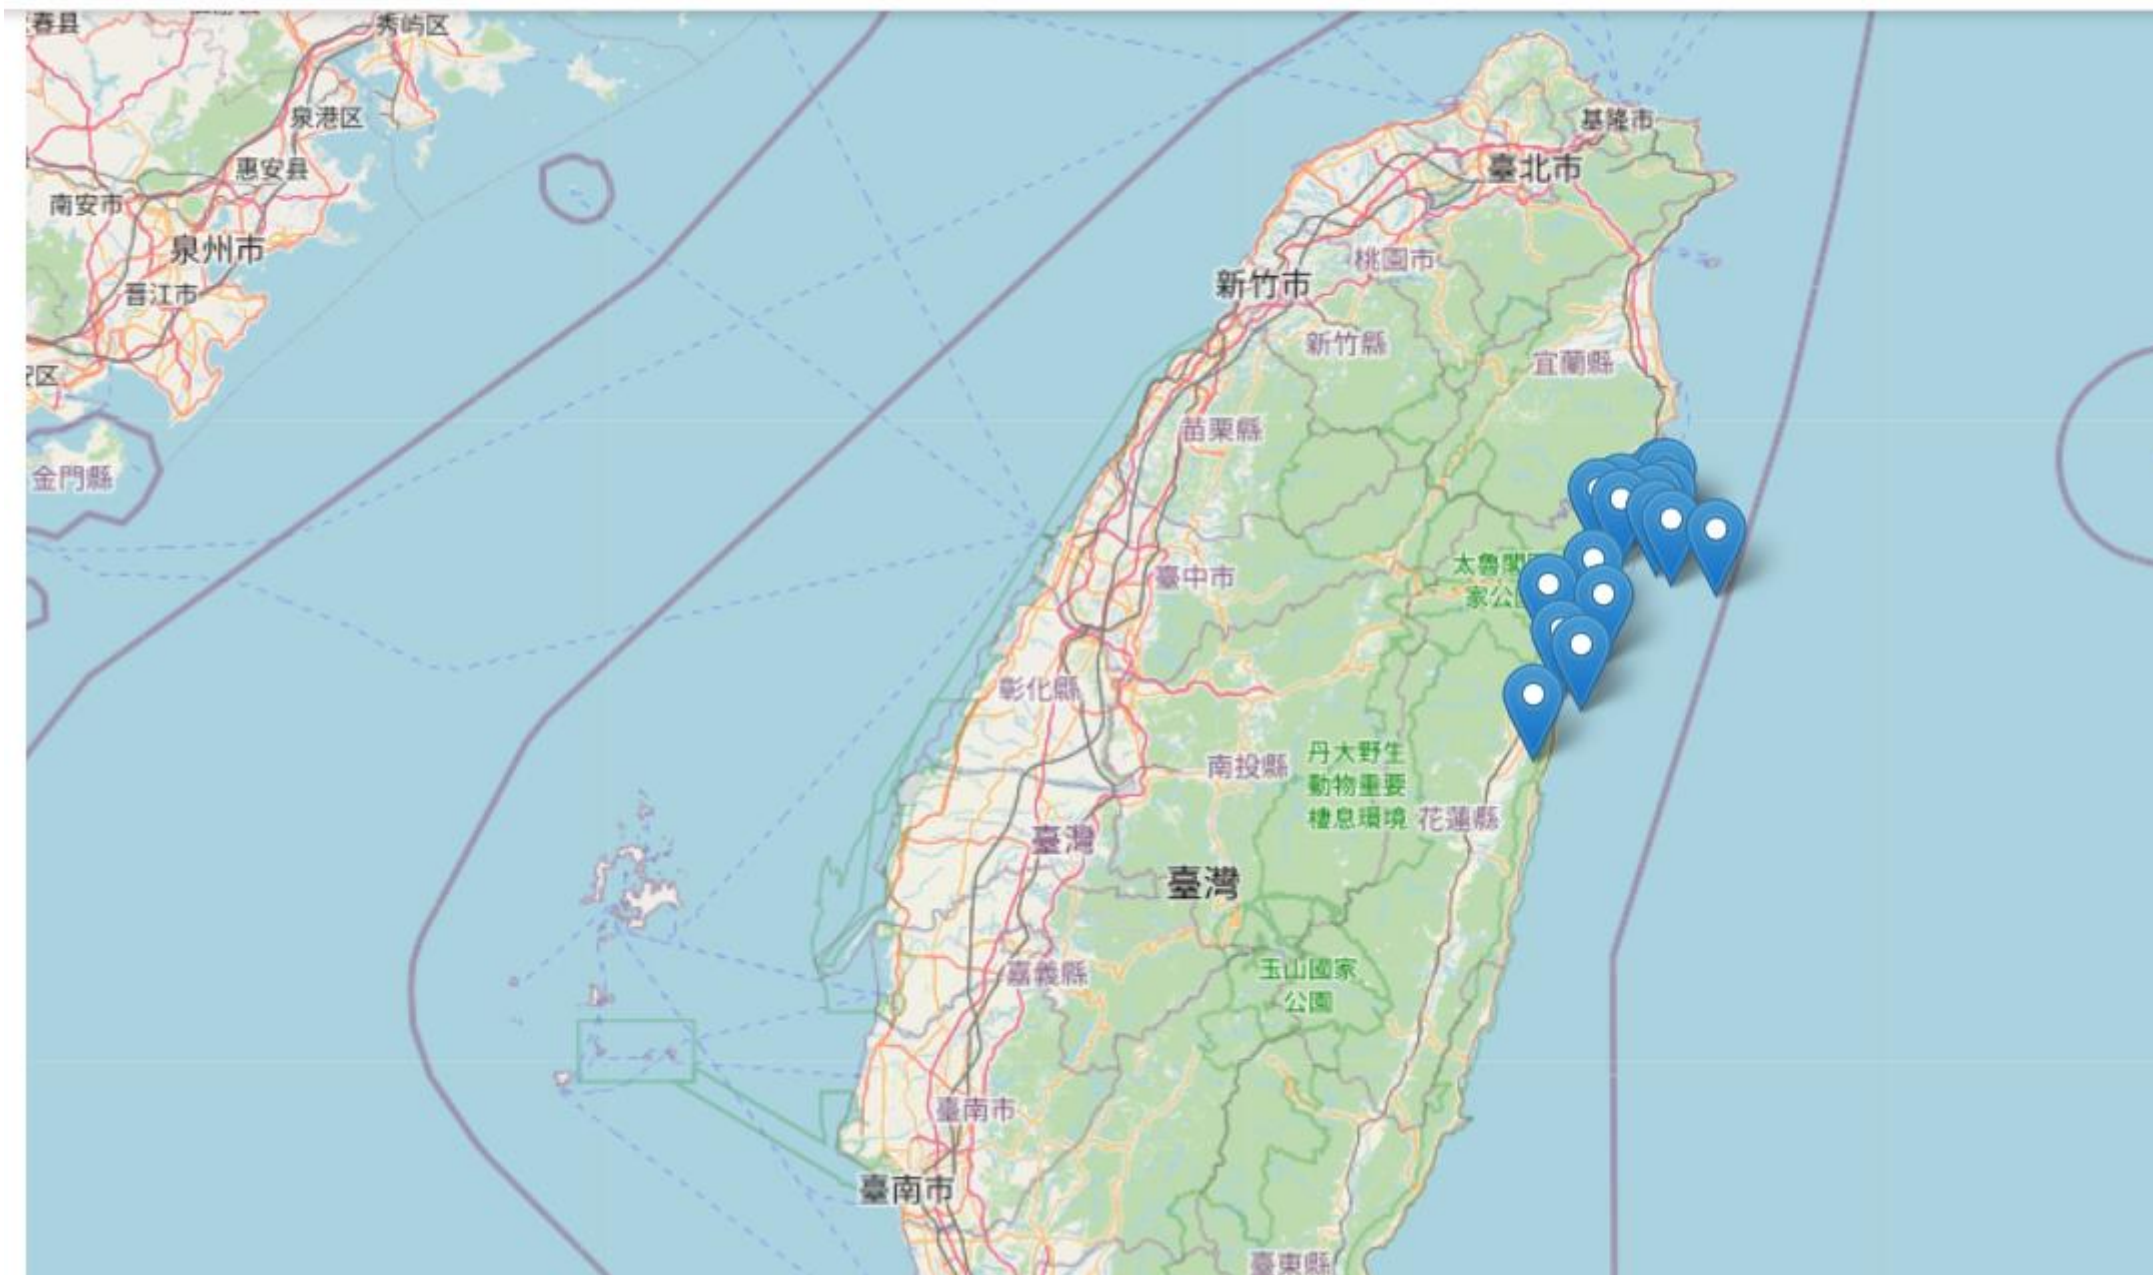 秀屿区
泉港区
惠安县
南安市
泉州市
晋江市
金門縣
基隆市
臺北市
桃園市
新竹市
新竹縣
宜蘭縣
苗栗縣
臺中市
太魯閣
家公
彰化縣
南投縣
丹大野生
動物重要
棲息環境
花蓮縣
臺灣
臺灣
嘉義縣
玉山國家
公園
臺南市
臺南市
臺東縣